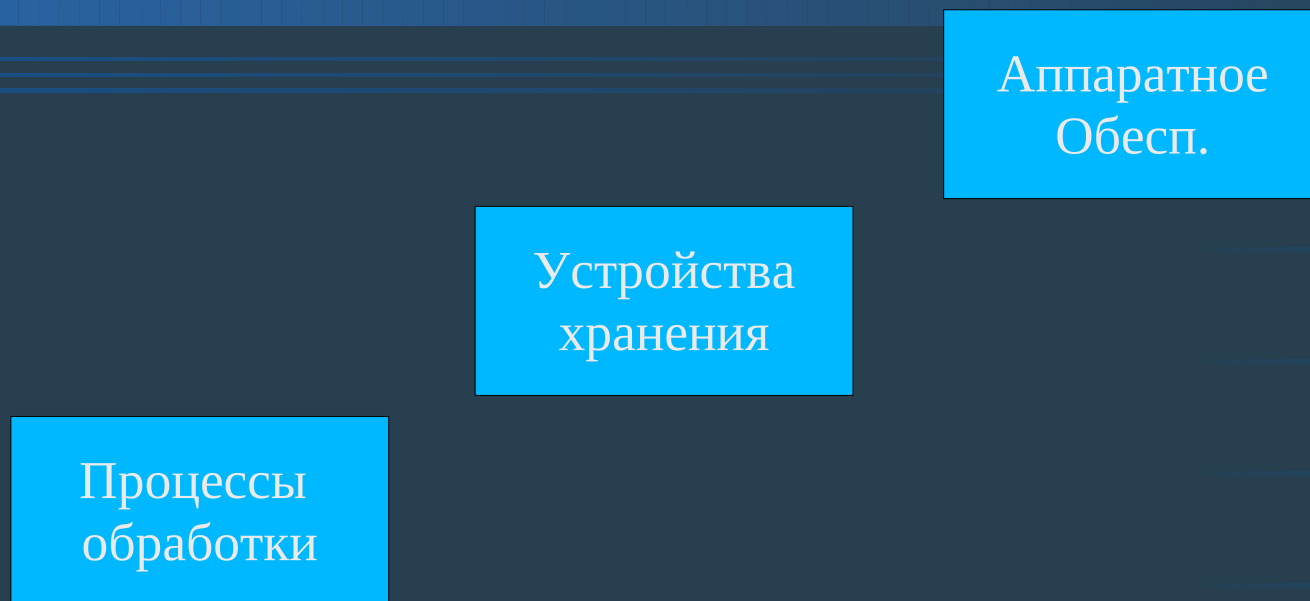 Аппаратное
Обесп.
Устройства
хранения
Процессы
обработки